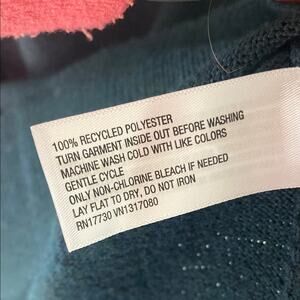 100% RECYCLED POLYESTER
TURN GARMENT INSIDE OUT BEFORE WASHING
MACHINE WASH COLD WITH LIKE COLORS
GENTLE CYCLE
ONLY NON-CHLORINE BLEACH IF NEEDED
LAY FLAT TO DRY, DO NOT IRON
RN17730 VN1317080